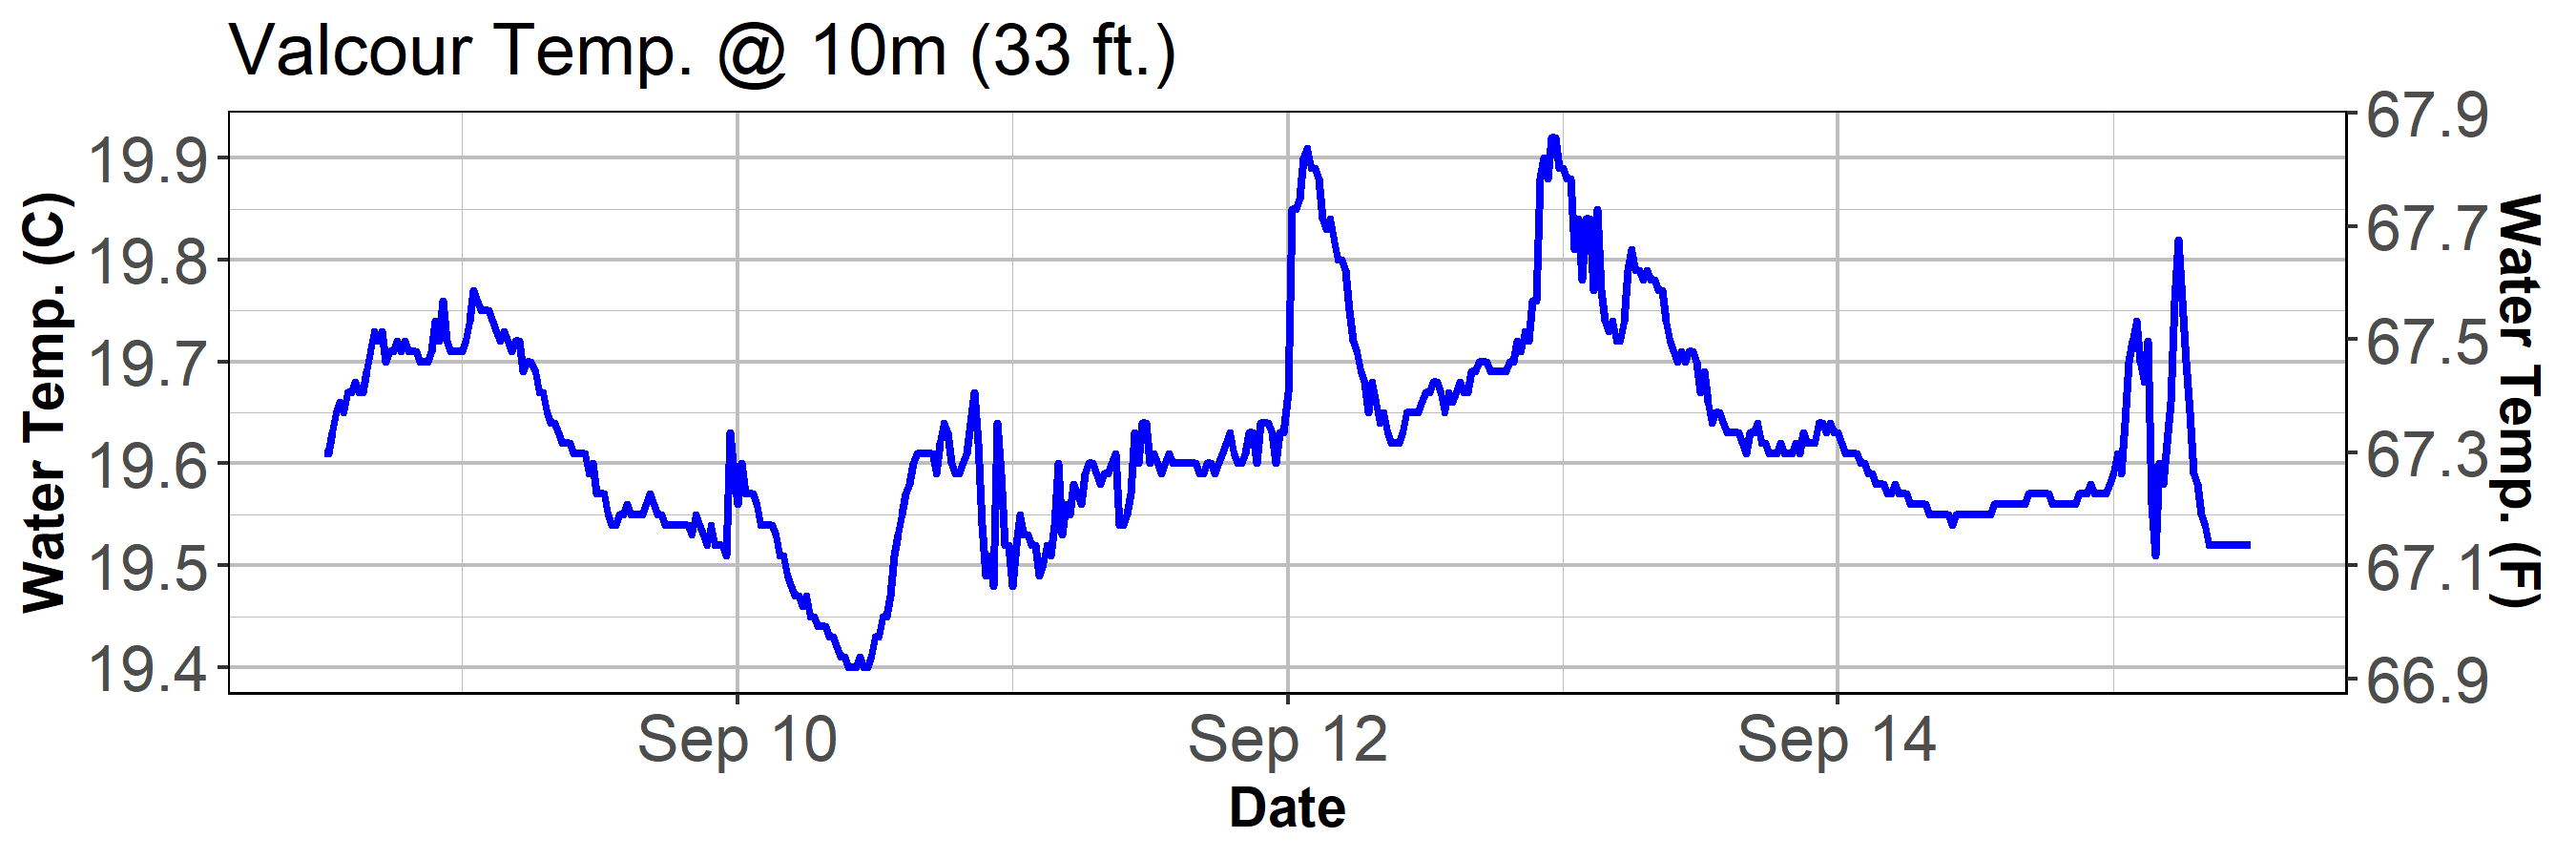 Valcour Temp. @ 10m (33 ft.)
Water Temp. (C)
19.9
19.8
19.7
19.6
19.5
19.4
67.9
67.7
67.5
67.3
67.1
66.9
Water Temp. (F)
Sep 10
Sep 12
Sep 14
Date